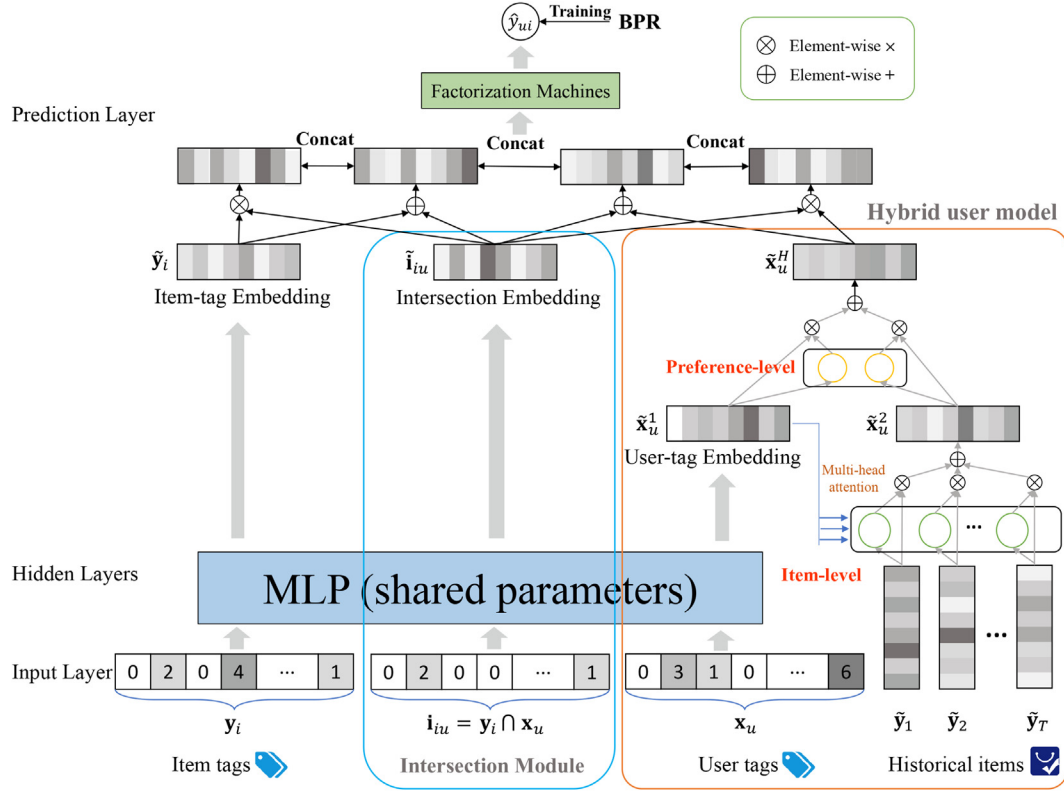 ŷ_ui
Training
BPR
Element-wise ×
Element-wise +
Factorization Machines
Prediction Layer
Concat
Concat
Concat
Hybrid user model
ỹ_i
ĩ_iu
x̃_u^H
Item-tag Embedding
Intersection Embedding
Preference-level
x̃_u^1
x̃_u^2
User-tag Embedding
Multi-head
attention
...
Hidden Layers
MLP (shared parameters)
Item-level
...
Input Layer
0 2 0 4 ... 1
0 2 0 0 ... 1
0 3 1 0 ... 6
y_i
i_iu = y_i ∩ x_u
x_u
ỹ_1
ỹ_2
ỹ_T
Item tags
Intersection Module
User tags
Historical items